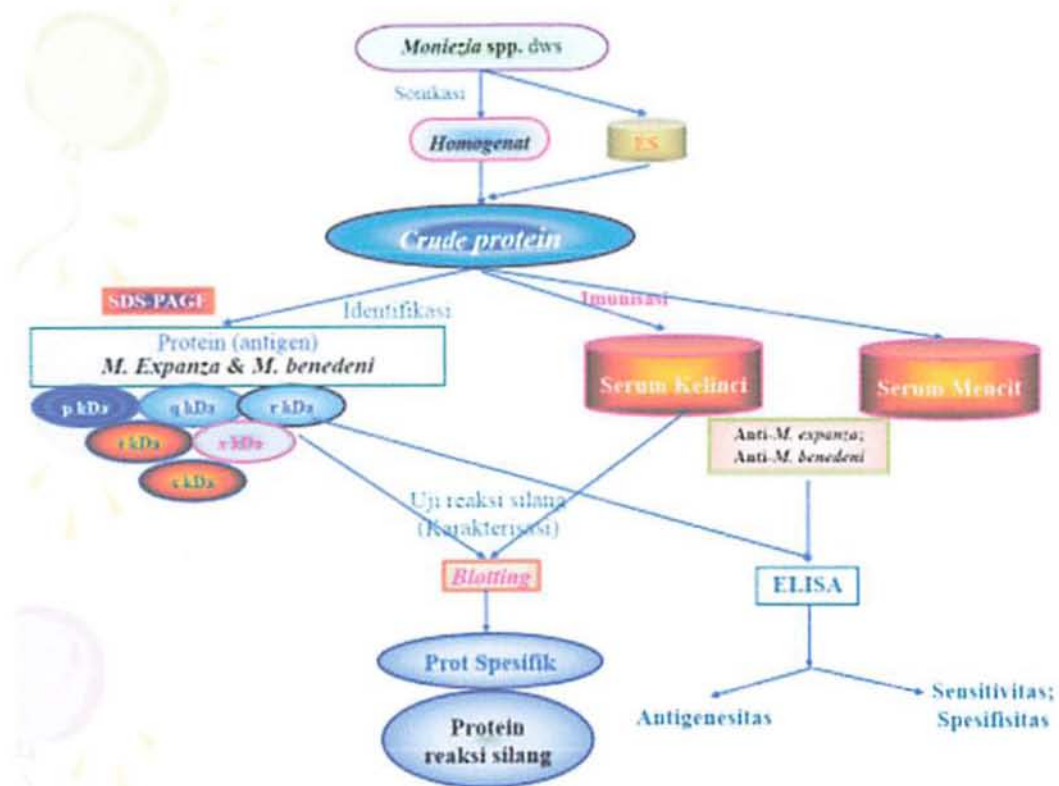 Moniezia spp. dws
Sonikasi
Homogenat
ES
Crude protein
SDS-PAGE
Identifikasi
Imunisasi
Protein (antigen)
M. Expanza & M. benedeni
Serum Kelinci
Serum Mencit
p kDa
q kDa
r kDa
kDa
kDa
kDa
Anti-M. expanza;
Anti-M. benedeni
Uji reaksi silang
(Karakterisasi)
Blotting
ELISA
Prot Spesifik
Protein
reaksi silang
Antigenesitas
Sensitivitas;
Spesifisitas